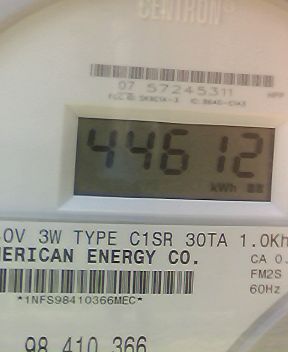 CENTRON
07 57245311
44612
kWh
0V 3W TYPE C1SR 30TA 1.0Kh
ERICAN ENERGY CO.
CA 0.
FM2S
60Hz
*1NFS98410366MEC*
98 410 366